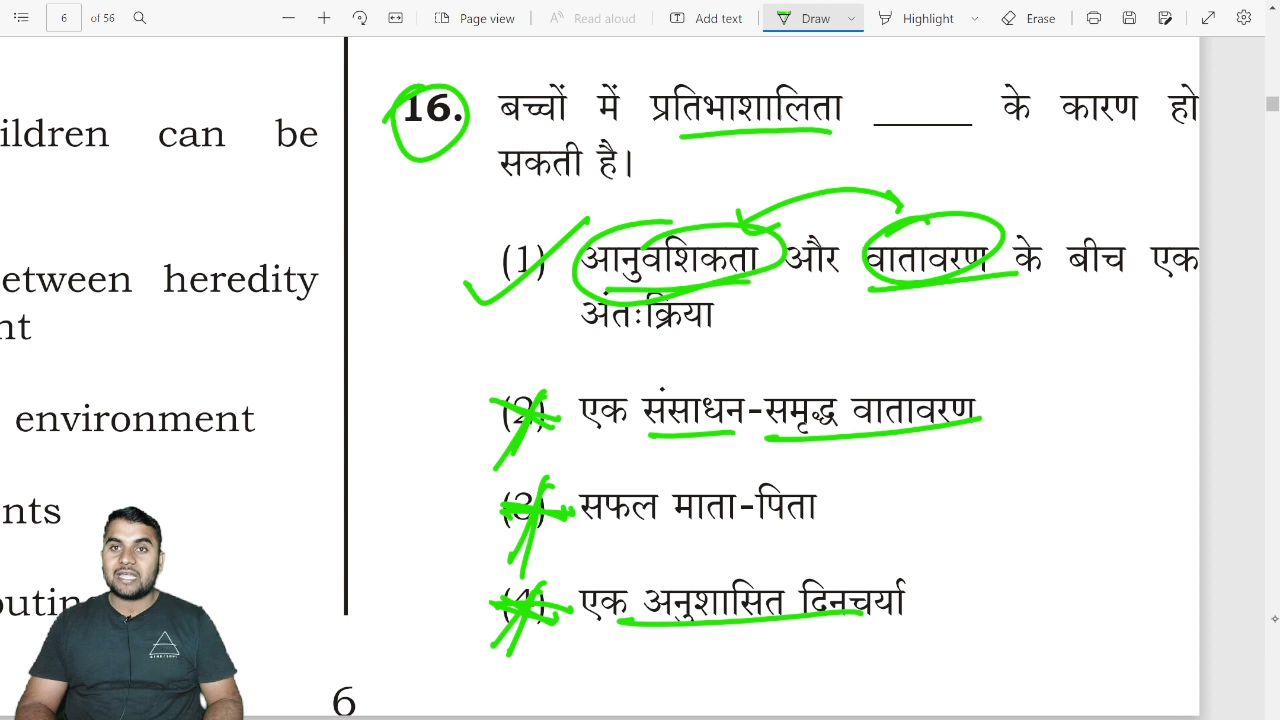 6
of 56
Page view
Read aloud
Add text
Draw
Highlight
Erase
ildren can be
etween heredity
nt
environment
nts
outin
16. बच्चों में प्रतिभाशालिता _____ के कारण हो
सकती है।
(1) आनुवंशिकता और वातावरण के बीच एक
अंतःक्रिया
(2) एक संसाधन-समृद्ध वातावरण
(3) सफल माता-पिता
(4) एक अनुशासित दिनचर्या
6